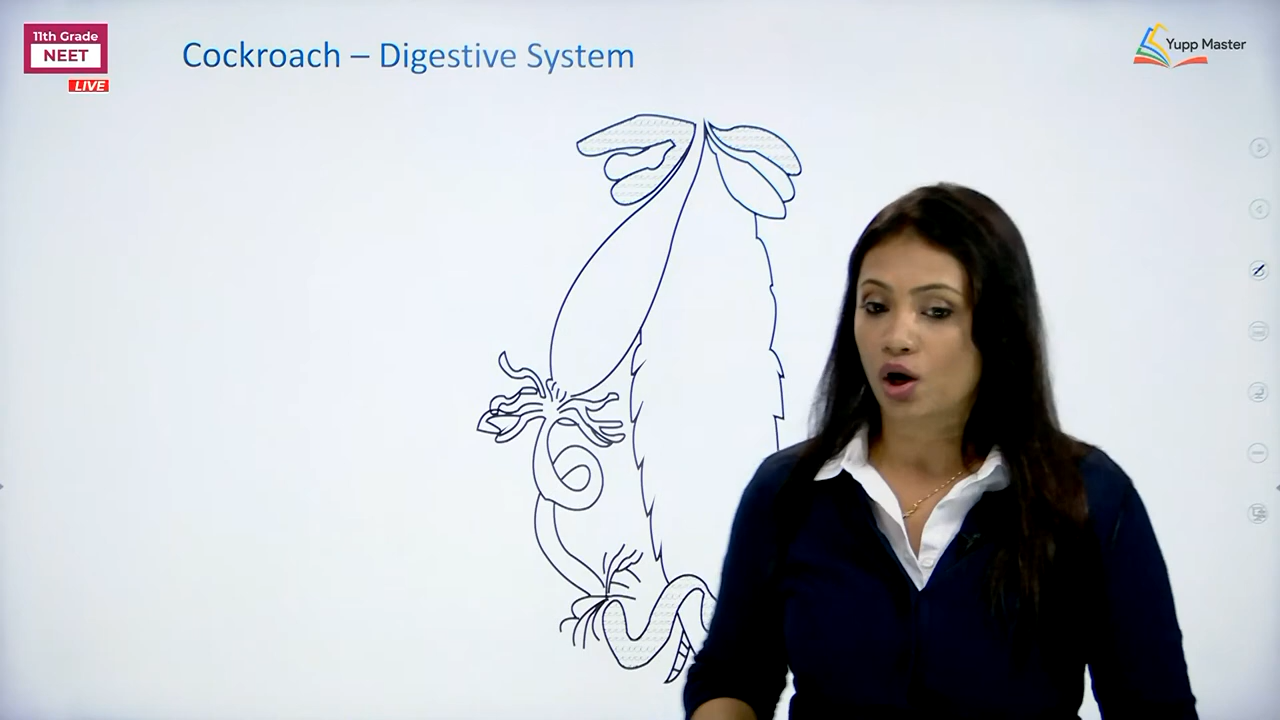 11th Grade
NEET
LIVE
Cockroach – Digestive System
Yupp Master